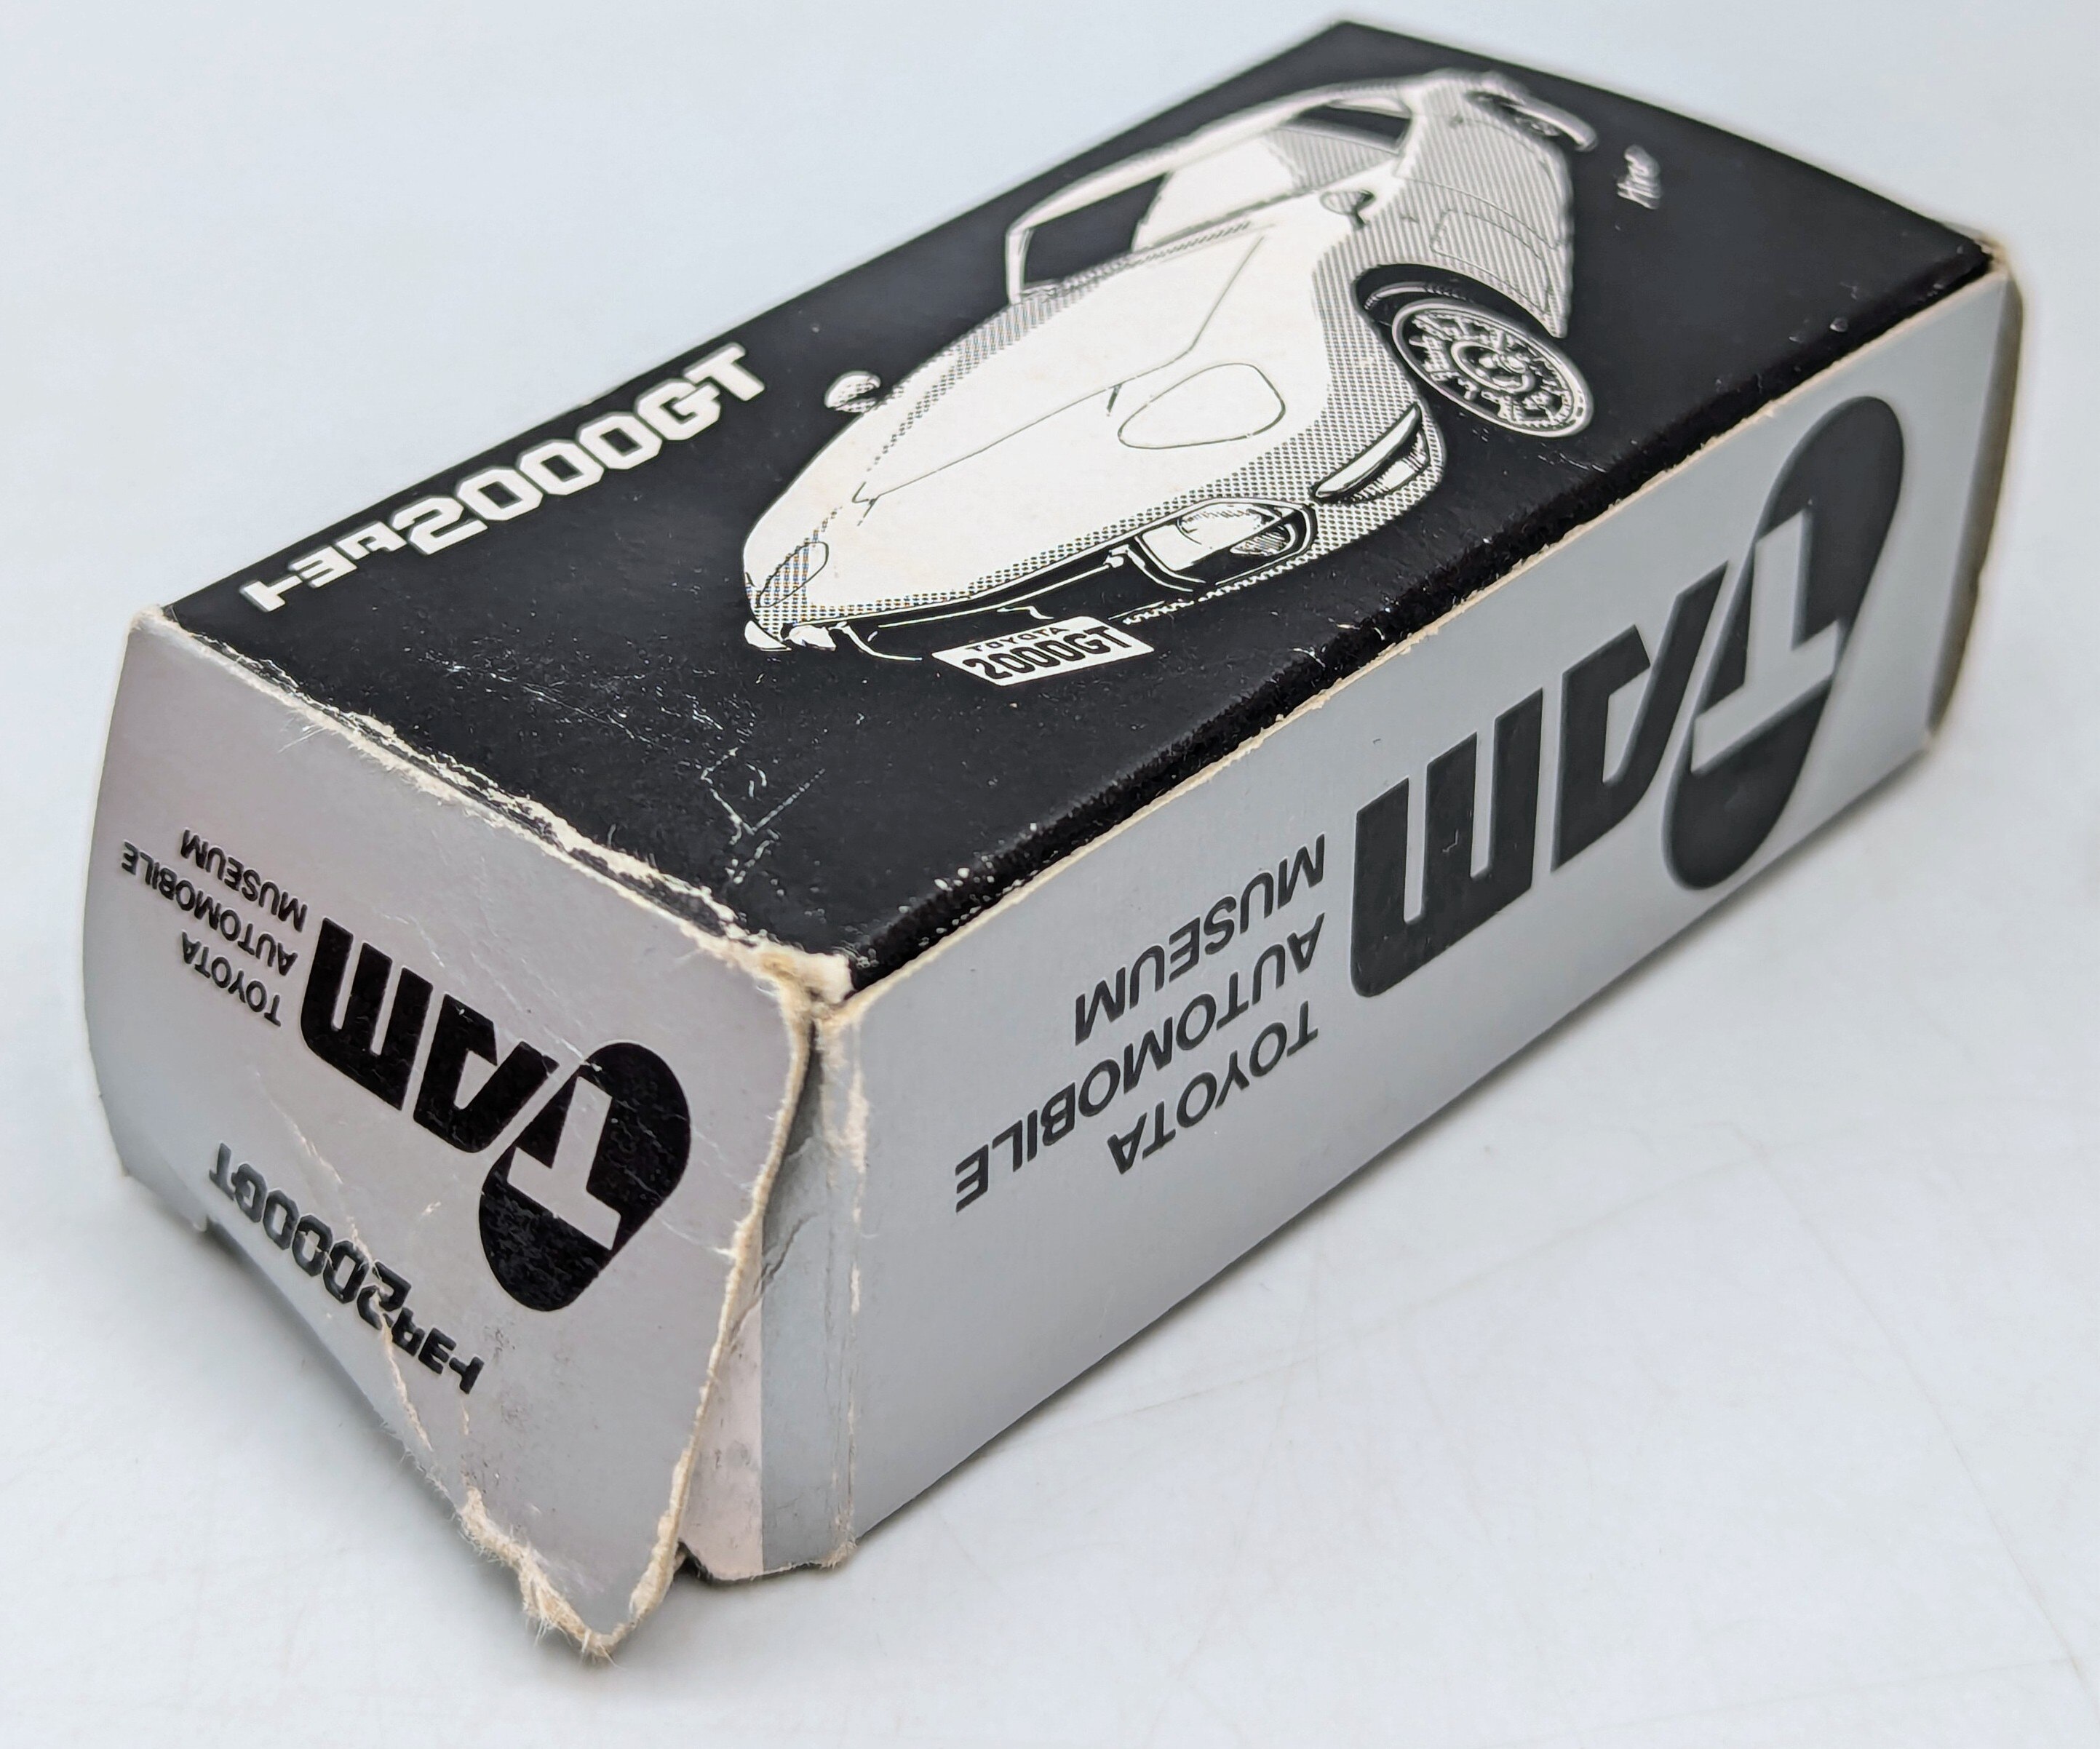 トヨタ2000GT
Hiro
TOYOTA
2000GT
TAM
TOYOTA
AUTOMOBILE
MUSEUM
トヨタ2000GT
TAM
TOYOTA
AUTOMOBILE
MUSEUM